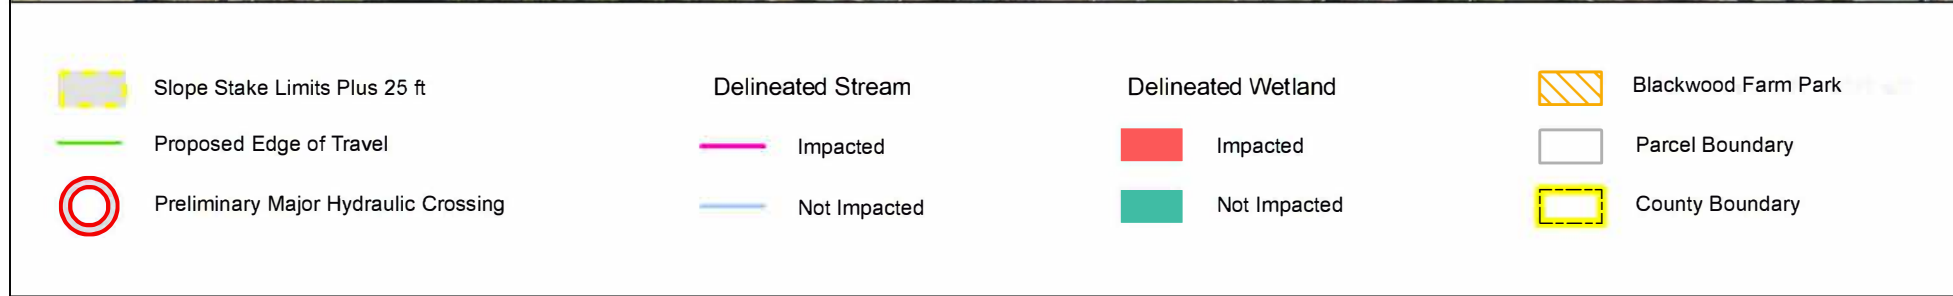 Slope Stake Limits Plus 25 ft
Proposed Edge of Travel
Preliminary Major Hydraulic Crossing
Delineated Stream
Impacted
Not Impacted
Delineated Wetland
Impacted
Not Impacted
Blackwood Farm Park
Parcel Boundary
County Boundary